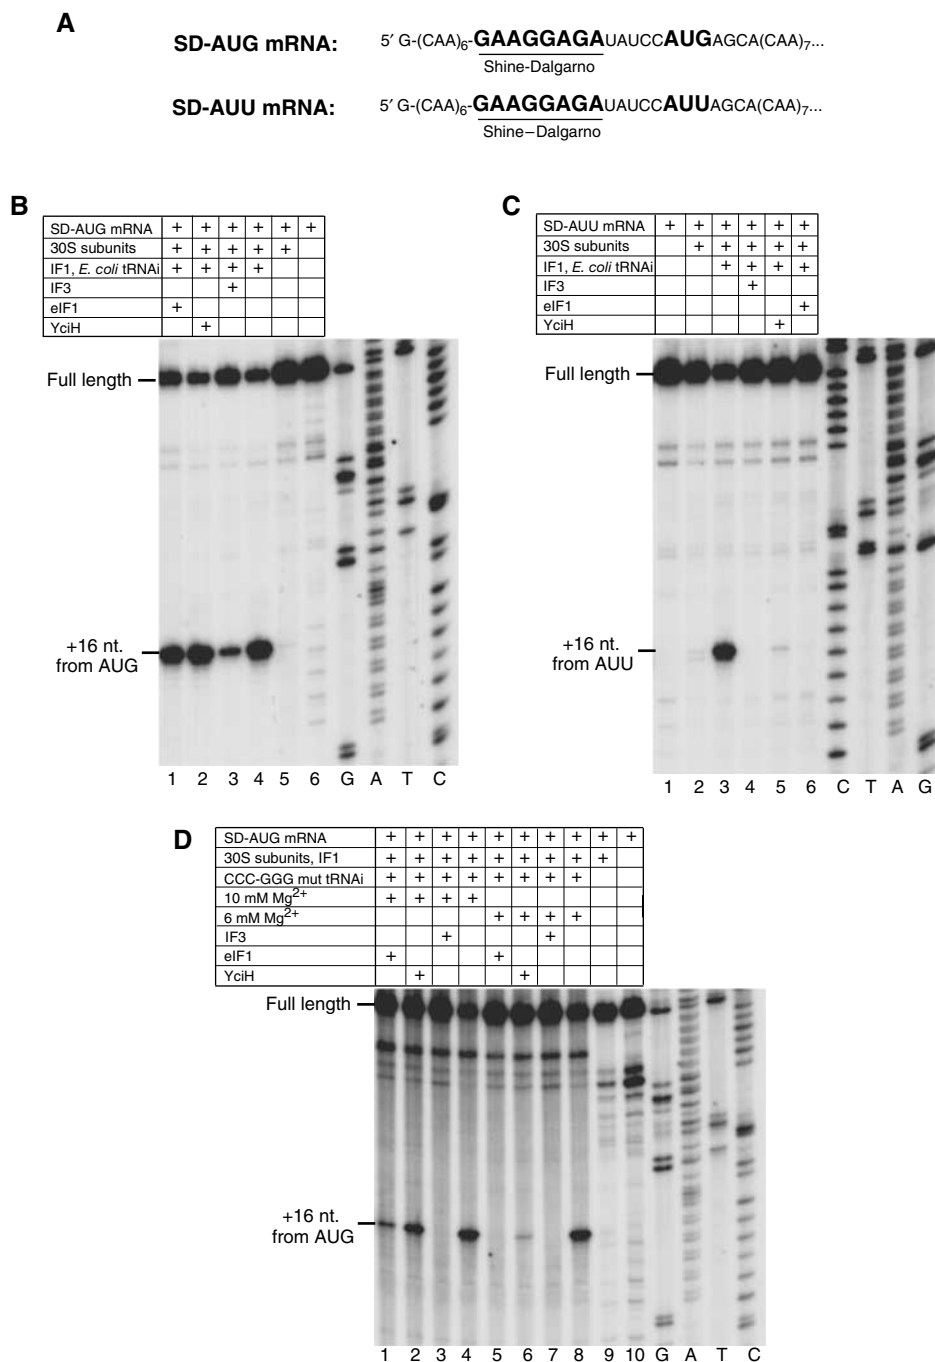 A
SD-AUG mRNA: 5′ G-(CAA)6-GAAGGAGAUAUCCAUGAGCA(CAA)7...
Shine-Dalgarno
SD-AUU mRNA: 5′ G-(CAA)6-GAAGGAGAUAUCCAUUAGCA(CAA)7...
Shine–Dalgarno
B
SD-AUG mRNA + + + + + +
30S subunits + + + + +
IF1, E. coli tRNAi + + + +
IF3 +
eIF1 +
YciH +
Full length
+16 nt.
from AUG
1 2 3 4 5 6 G A T C
C
SD-AUU mRNA + + + + + +
30S subunits + + + + +
IF1, E. coli tRNAi + + + +
IF3 +
eIF1 +
YciH +
Full length
+16 nt.
from AUU
1 2 3 4 5 6 C T A G
D
SD-AUG mRNA + + + + + + + + + +
30S subunits, IF1 + + + + + + + + +
CCC-GGG mut tRNAi + + + + + + + +
10 mM Mg2+ + + + +
6 mM Mg2+ + + + +
IF3 + +
eIF1 + +
YciH + +
Full length
+16 nt.
from AUG
1 2 3 4 5 6 7 8 9 10 G A T C